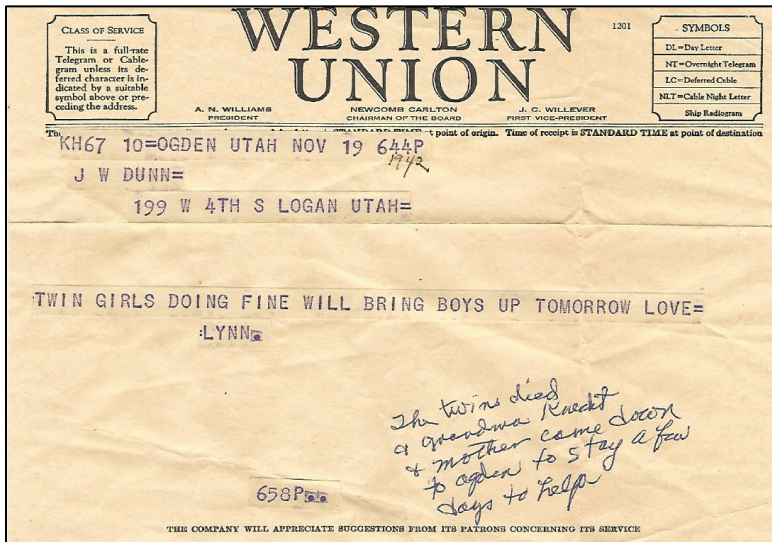 CLASS OF SERVICE
This is a full-rate
Telegram or Cable-
gram unless its de-
ferred character is in-
dicated by a suitable
symbol above or pre-
ceding the address.
WESTERN
UNION
1201
SYMBOLS
DL=Day Letter
NT=Overnight Telegram
LC=Deferred Cable
NLT=Cable Night Letter
Ship Radiogram
A. N. WILLIAMS
PRESIDENT
NEWCOMB CARLTON
CHAIRMAN OF THE BOARD
J. C. WILLEVER
FIRST VICE-PRESIDENT
STANDARD TIME at point of origin. Time of receipt is STANDARD TIME at point of destination
KH67 10=OGDEN UTAH NOV 19 644P
1942
J W DUNN=
199 W 4TH S LOGAN UTAH=
TWIN GIRLS DOING FINE WILL BRING BOYS UP TOMORROW LOVE=
:LYNN
The twins died
& grandma Knecht
& mother came down
to ogden to stay a few
days to help
658P
THE COMPANY WILL APPRECIATE SUGGESTIONS FROM ITS PATRONS CONCERNING ITS SERVICE